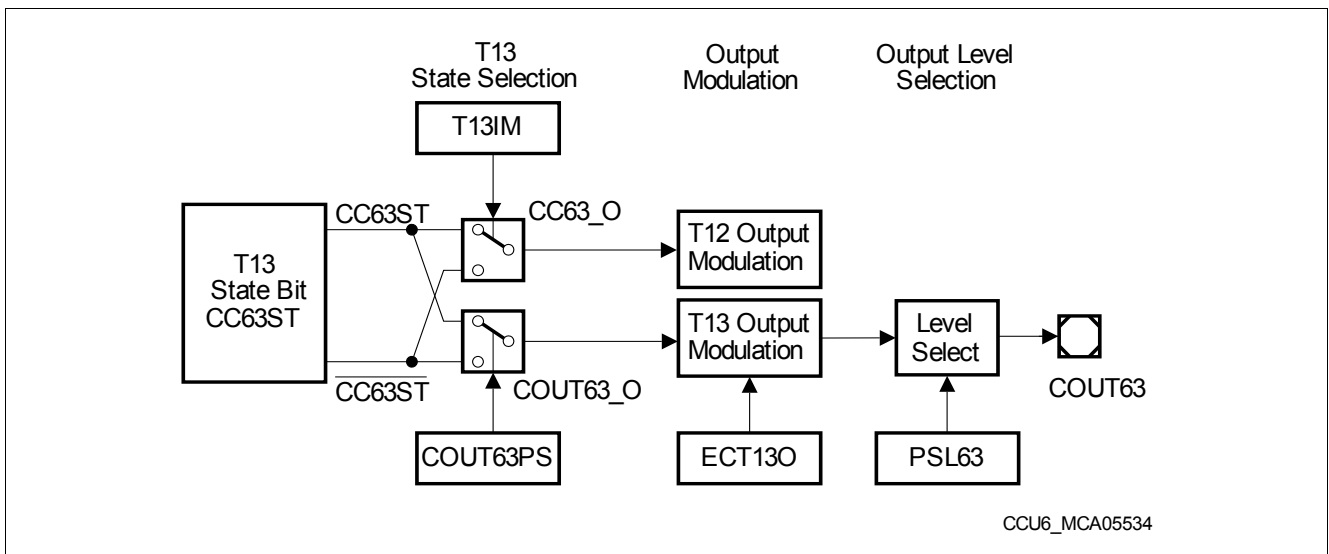 T13
State Selection
Output
Modulation
Output Level
Selection
T13IM
CC63ST
CC63_O
T13
State Bit
CC63ST
T12 Output
Modulation
T13 Output
Modulation
Level
Select
CC63ST
COUT63_O
COUT63
COUT63PS
ECT13O
PSL63
CCU6_MCA05534